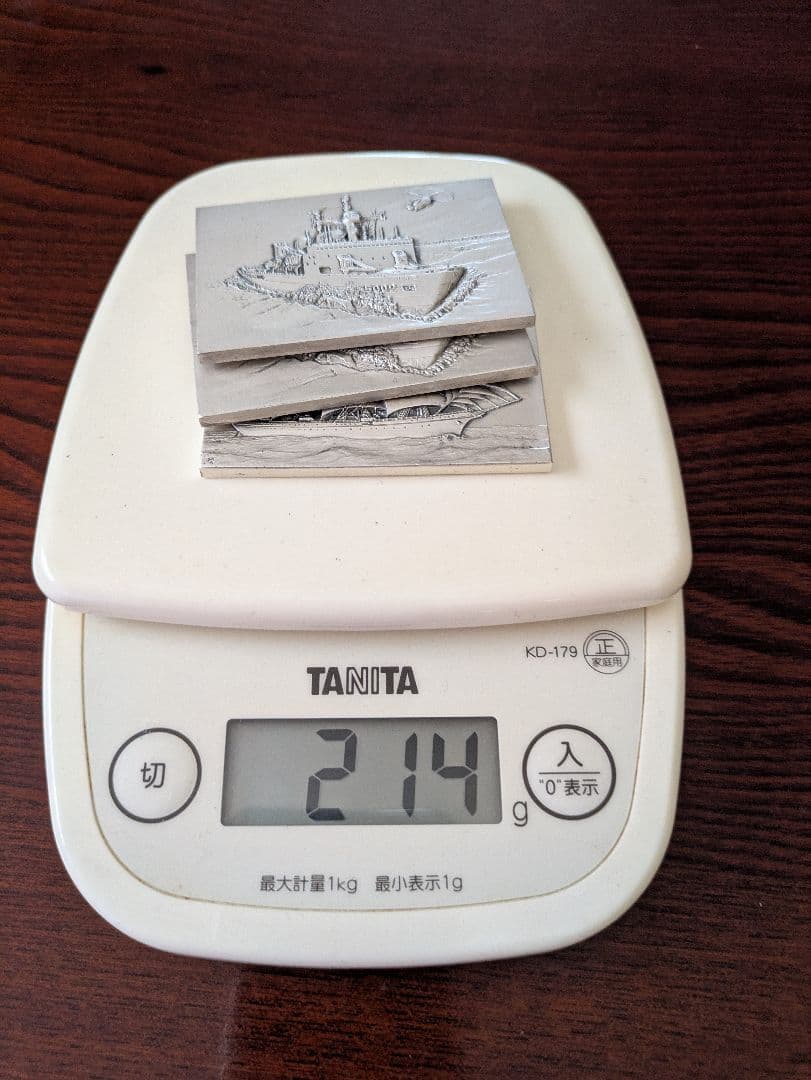 KD-179
正
家庭用
TANITA
切
214
g
入
"0"表示
最大計量1kg 最小表示1g